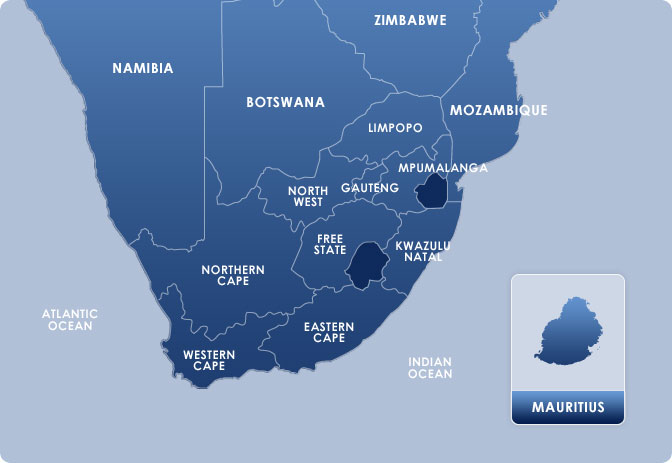 ZIMBABWE
NAMIBIA
BOTSWANA
MOZAMBIQUE
LIMPOPO
MPUMALANGA
GAUTENG
NORTH
WEST
FREE
STATE
KWAZULU
NATAL
NORTHERN
CAPE
ATLANTIC
OCEAN
EASTERN
CAPE
WESTERN
CAPE
INDIAN
OCEAN
MAURITIUS